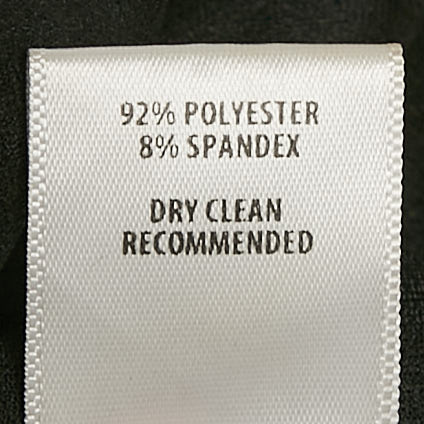 92% POLYESTER
8% SPANDEX
DRY CLEAN
RECOMMENDED